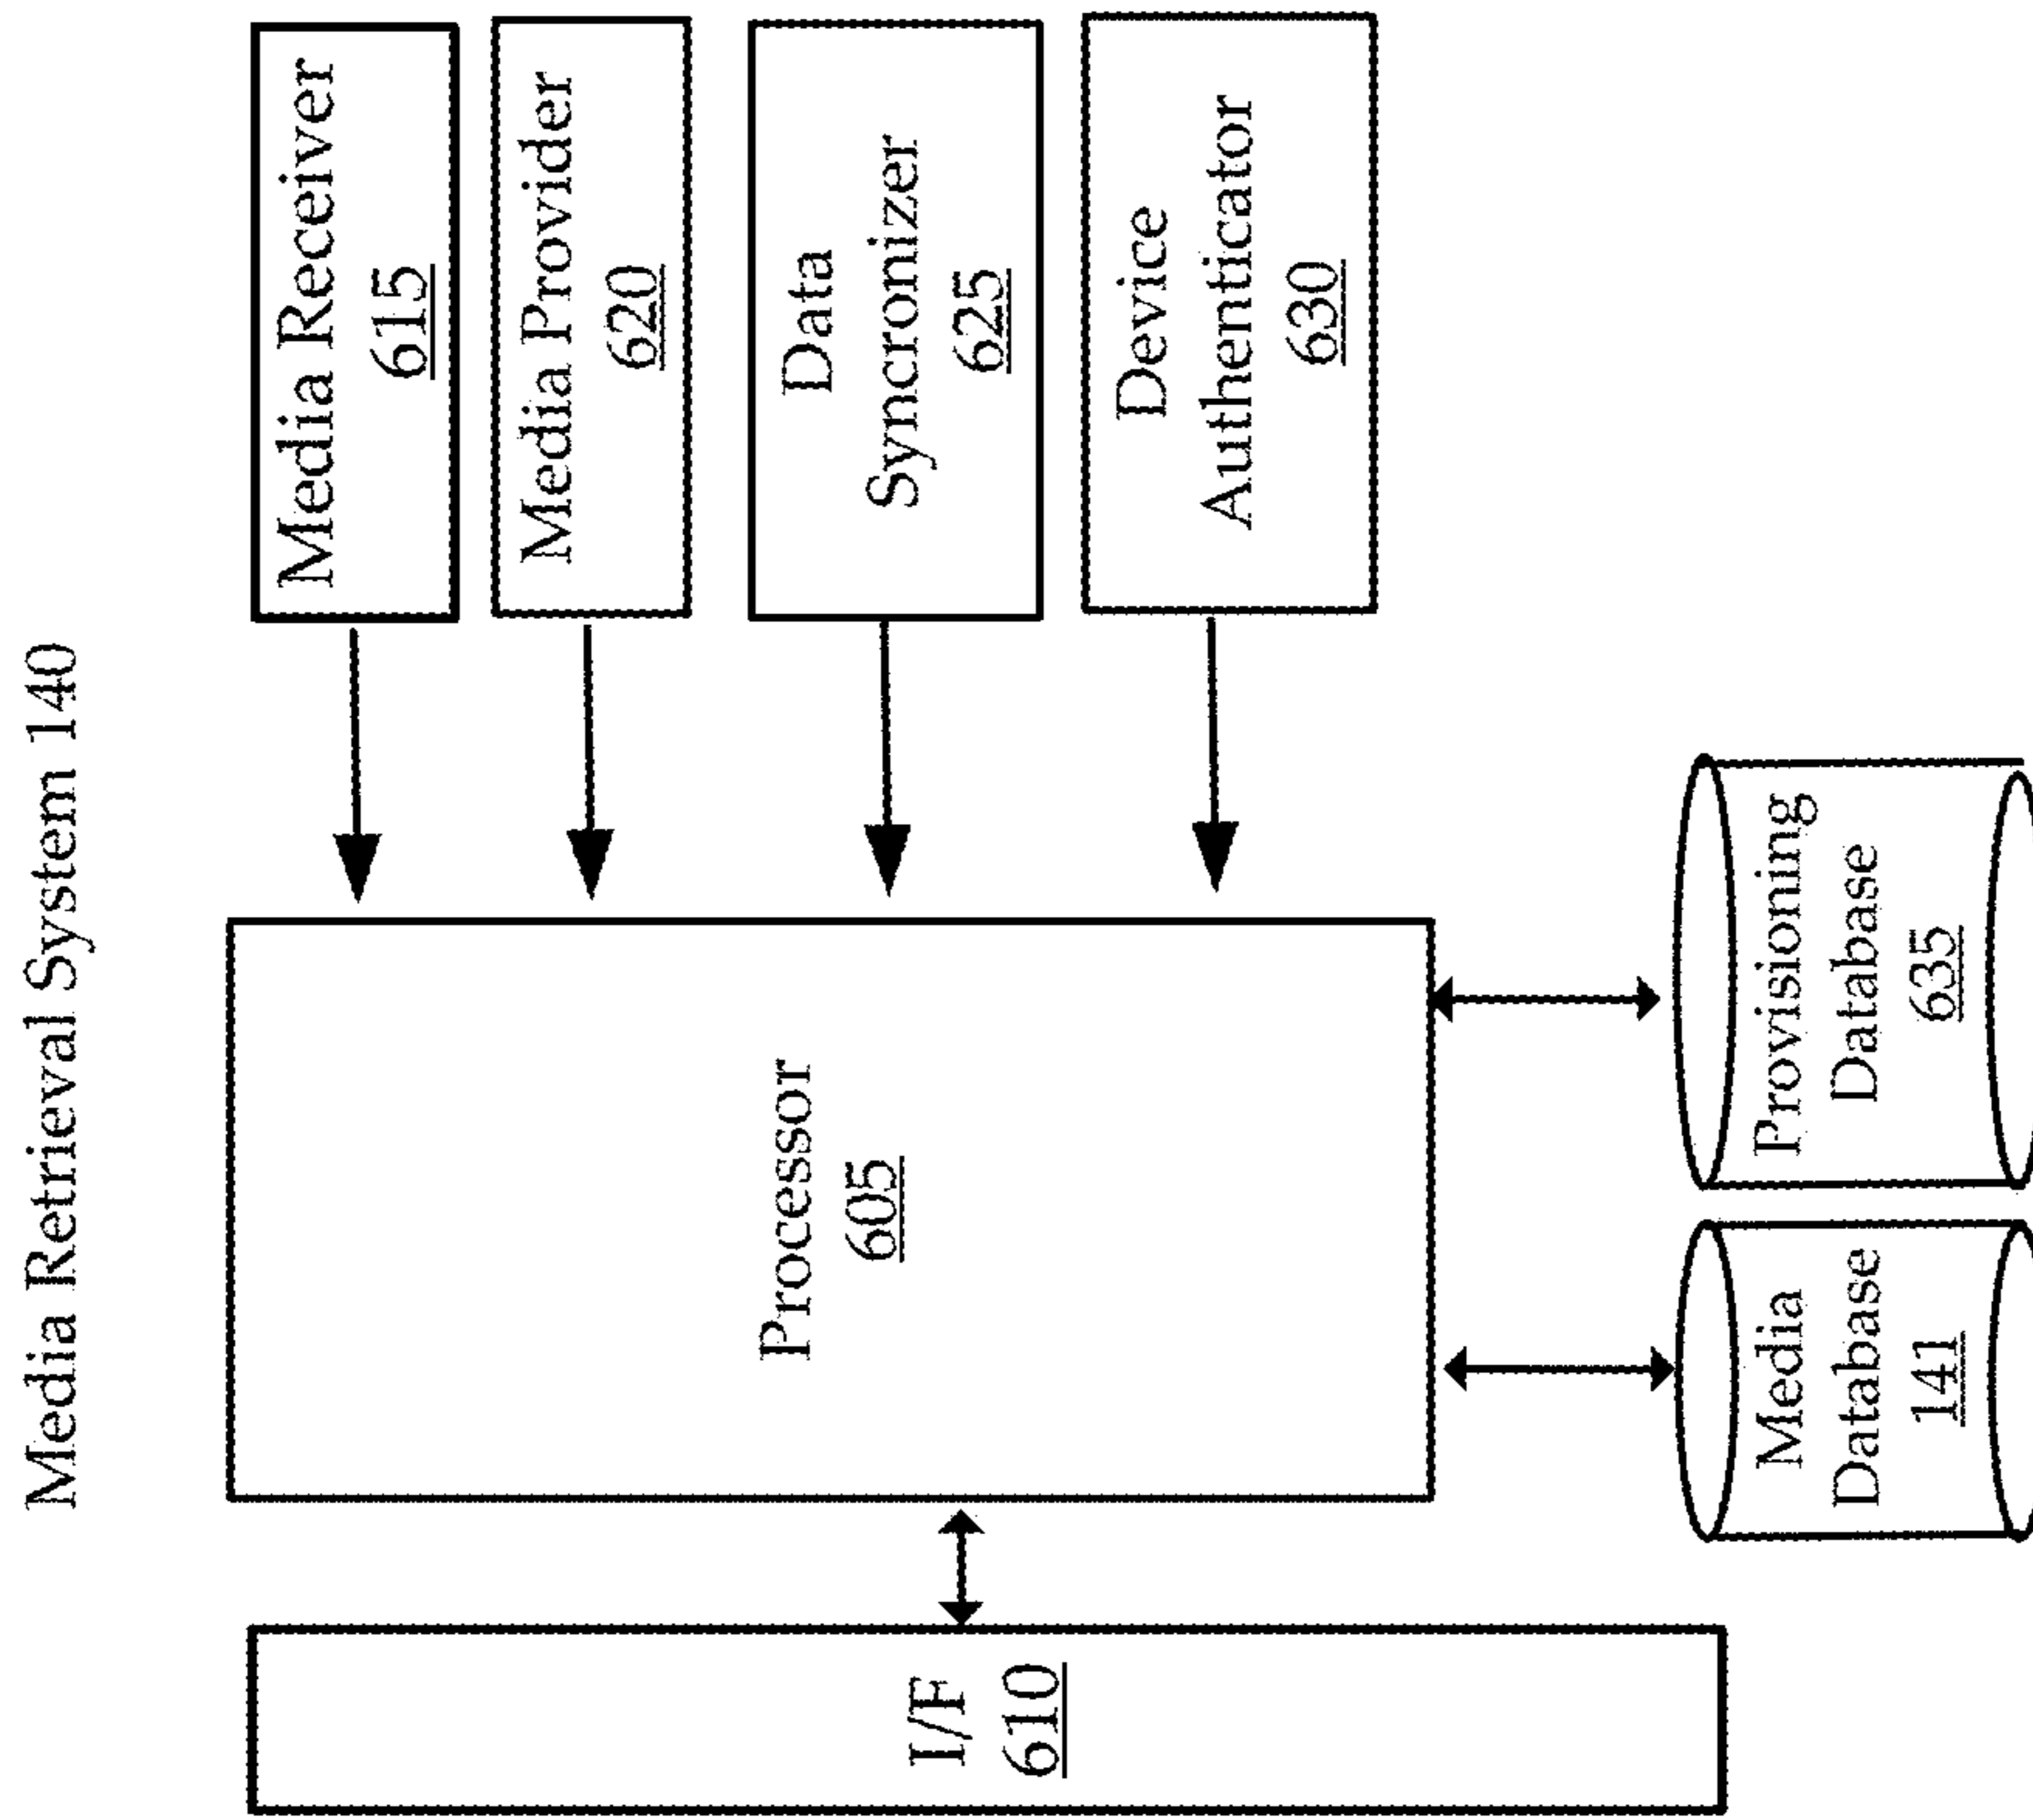 Media Retrieval System 140
I/F
610
Processor
605
Media Receiver
615
Media Provider
620
Data
Syncronizer
625
Device
Authenticator
630
Media
Database
141
Provisioning
Database
635